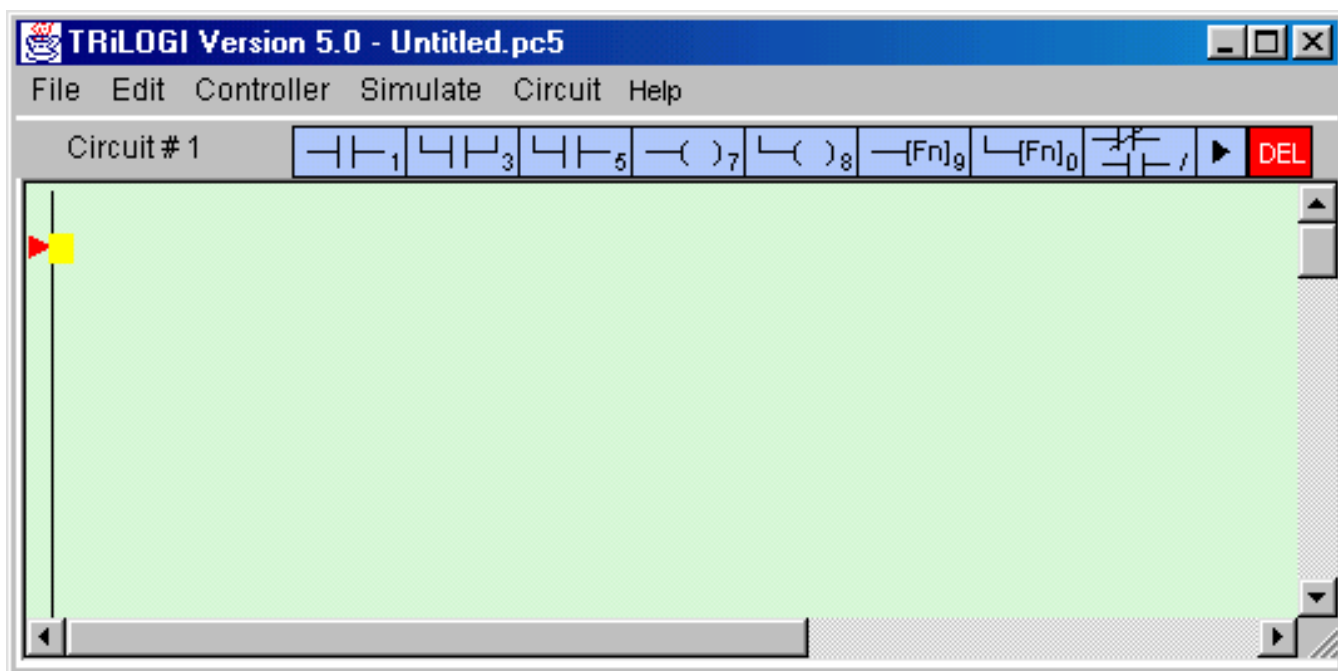 TRiLOGI Version 5.0 - Untitled.pc5
File Edit Controller Simulate Circuit Help
Circuit # 1 1 3 5 ( )7 ( )8 [Fn]9 [Fn]0 / DEL